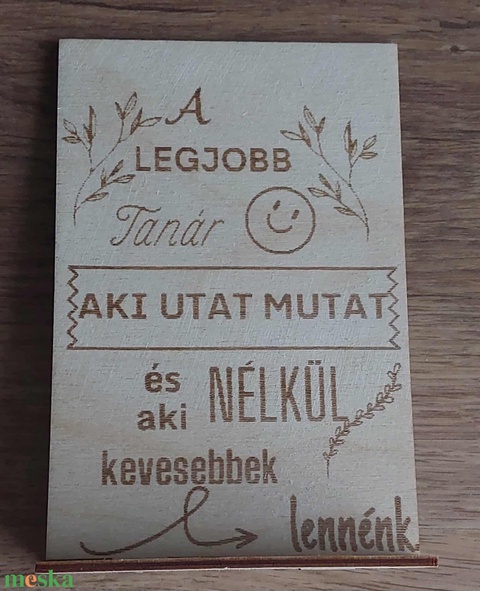 A
LEGJOBB
Tanár
AKI UTAT MUTAT
és
aki NÉLKÜL
kevesebbek
lennénk
meska